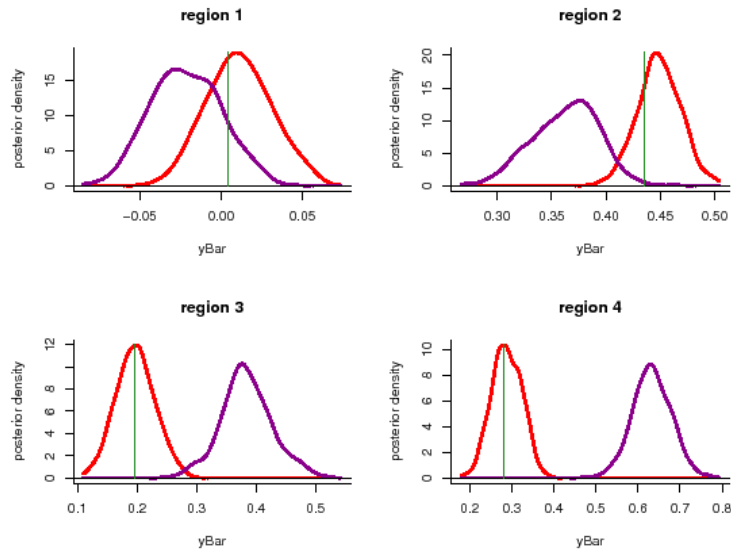 region 1
posterior density
0 5 10 15
−0.05 0.00 0.05
yBar
region 2
posterior density
0 5 10 15 20
0.30 0.35 0.40 0.45 0.50
yBar
region 3
posterior density
0 2 4 6 8 12
0.1 0.2 0.3 0.4 0.5
yBar
region 4
posterior density
0 2 4 6 8 10
0.2 0.3 0.4 0.5 0.6 0.7 0.8
yBar